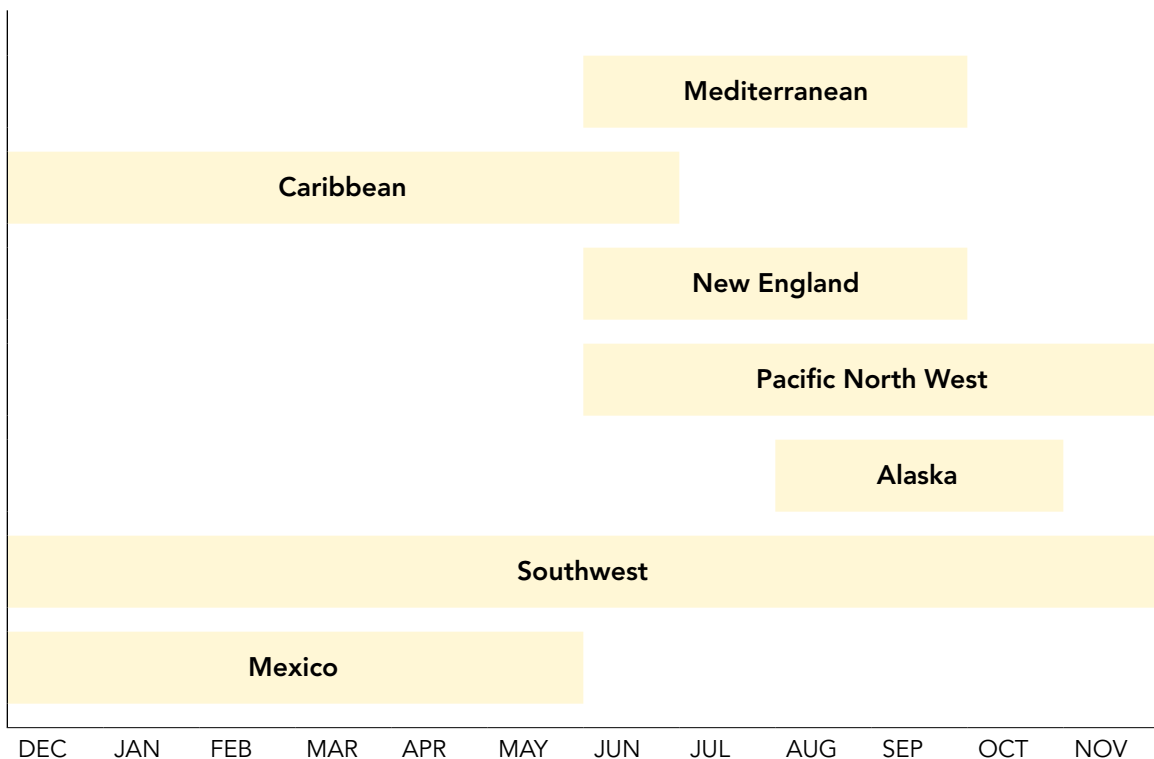 Mediterranean
Caribbean
New England
Pacific North West
Alaska
Southwest
Mexico
DEC JAN FEB MAR APR MAY JUN JUL AUG SEP OCT NOV